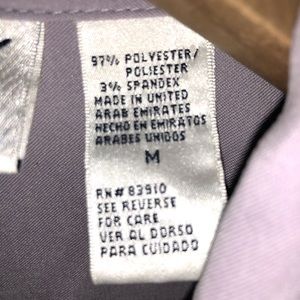 97% POLYESTER/
POLIESTER
3% SPANDEX
MADE IN UNITED
ARAB EMIRATES
HECHO EN EMIRATOS
ARABES UNIDOS
M
RN# 83910
SEE REVERSE
FOR CARE
VER AL DORSO
PARA CUIDADO